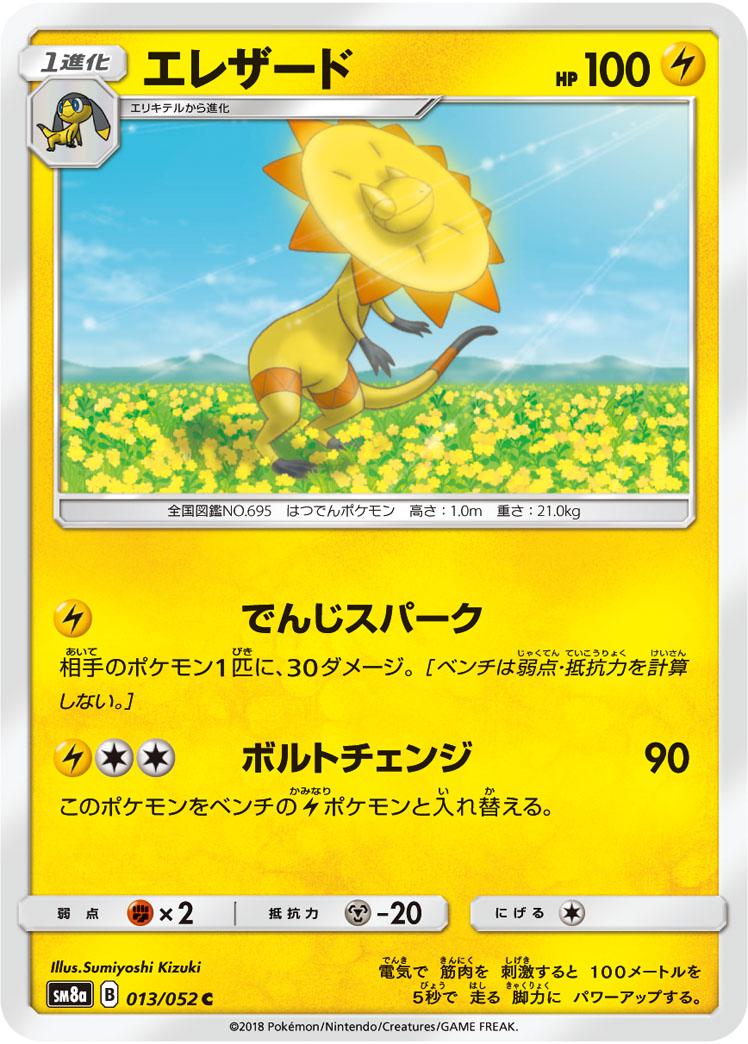 1進化 エレザード HP 100
エリキテルから進化
全国図鑑NO.695 はつでんポケモン 高さ：1.0m 重さ：21.0kg
でんじスパーク
相手のポケモン1匹に、30ダメージ。［ベンチは弱点・抵抗力を計算
しない。］
ボルトチェンジ 90
このポケモンをベンチのポケモンと入れ替える。
弱点 ×2 抵抗力 -20 にげる
Illus.Sumiyoshi Kizuki
SM8a B 013/052 C
電気で 筋肉を 刺激すると 100メートルを
5秒で 走る 脚力に パワーアップする。
©2018 Pokémon/Nintendo/Creatures/GAME FREAK.